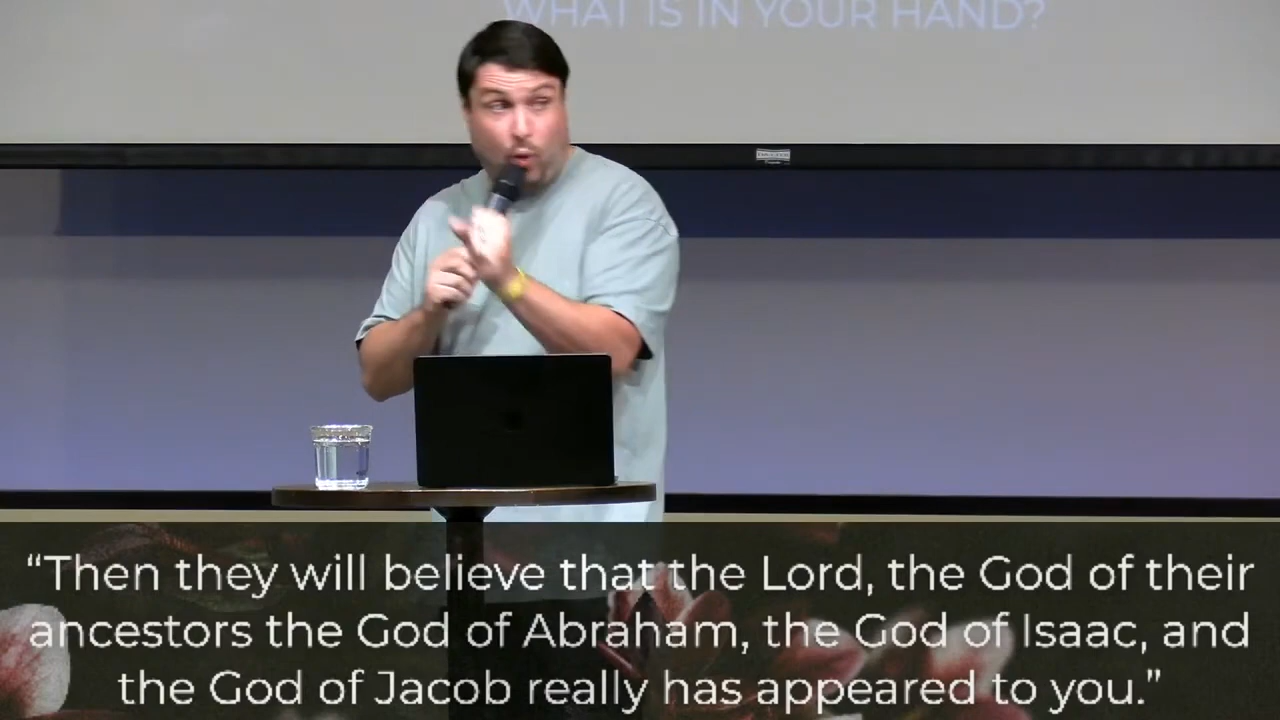 WHAT IS IN YOUR HAND?
“Then they will believe that the Lord, the God of their
ancestors the God of Abraham, the God of Isaac, and
the God of Jacob really has appeared to you.”